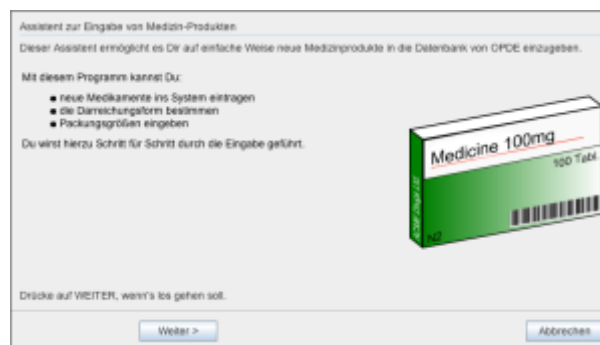 Assistent zur Eingabe von Medizin-Produkten
Dieser Assistent ermöglicht es Dir auf einfache Weise neue Medizinprodukte in die Datenbank von OPDE einzugeben.
Mit diesem Programm kannst Du:
● neue Medikamente ins System eintragen
● die Darreichungsform bestimmen
● Packungsgrößen eingeben
Du wirst hierzu Schritt für Schritt durch die Eingabe geführt.
Medicine 100mg
100 Tabl.
N2
Drücke auf WEITER, wenn's los gehen soll.
Weiter >
Abbrechen